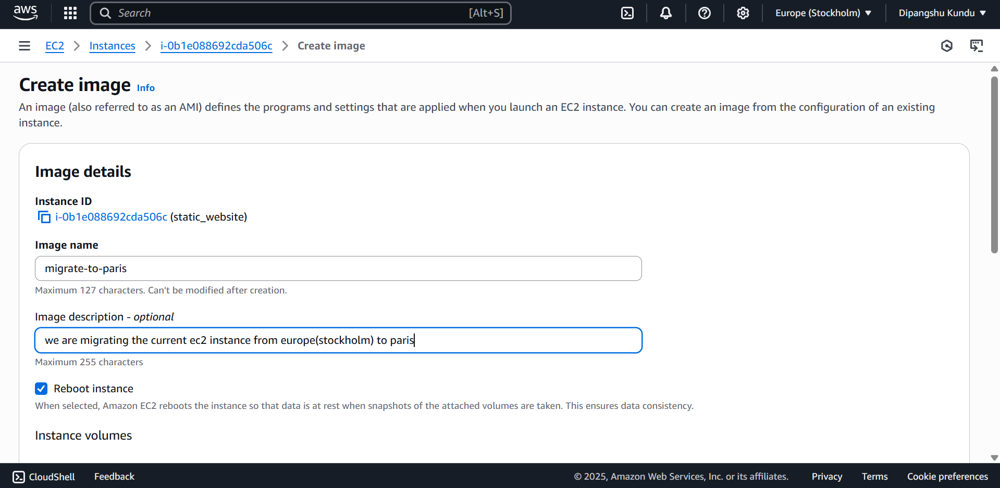 aws
Search [Alt+S]
Europe (Stockholm)
Dipangshu Kundu
EC2
Instances
i-0b1e088692cda506c
Create image
Create image Info
An image (also referred to as an AMI) defines the programs and settings that are applied when you launch an EC2 instance. You can create an image from the configuration of an existing
instance.
Image details
Instance ID
i-0b1e088692cda506c (static_website)
Image name
migrate-to-paris
Maximum 127 characters. Can't be modified after creation.
Image description - optional
we are migrating the current ec2 instance from europe(stockholm) to paris
Maximum 255 characters
Reboot instance
When selected, Amazon EC2 reboots the instance so that data is at rest when snapshots of the attached volumes are taken. This ensures data consistency.
Instance volumes
CloudShell
Feedback
© 2025, Amazon Web Services, Inc. or its affiliates.
Privacy
Terms
Cookie preferences